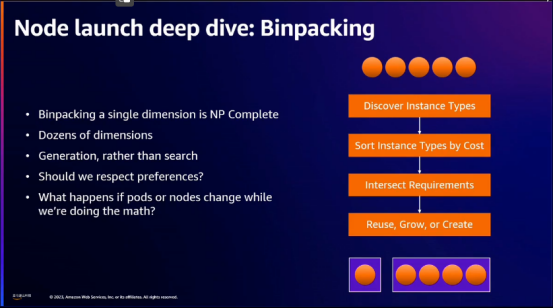 Node launch deep dive: Binpacking
• Binpacking a single dimension is NP Complete
• Dozens of dimensions
• Generation, rather than search
• Should we respect preferences?
• What happens if pods or nodes change while
we're doing the math?
Discover Instance Types
Sort Instance Types by Cost
Intersect Requirements
Reuse, Grow, or Create
© 2023, Amazon Web Services, Inc. or its affiliates. All rights reserved.